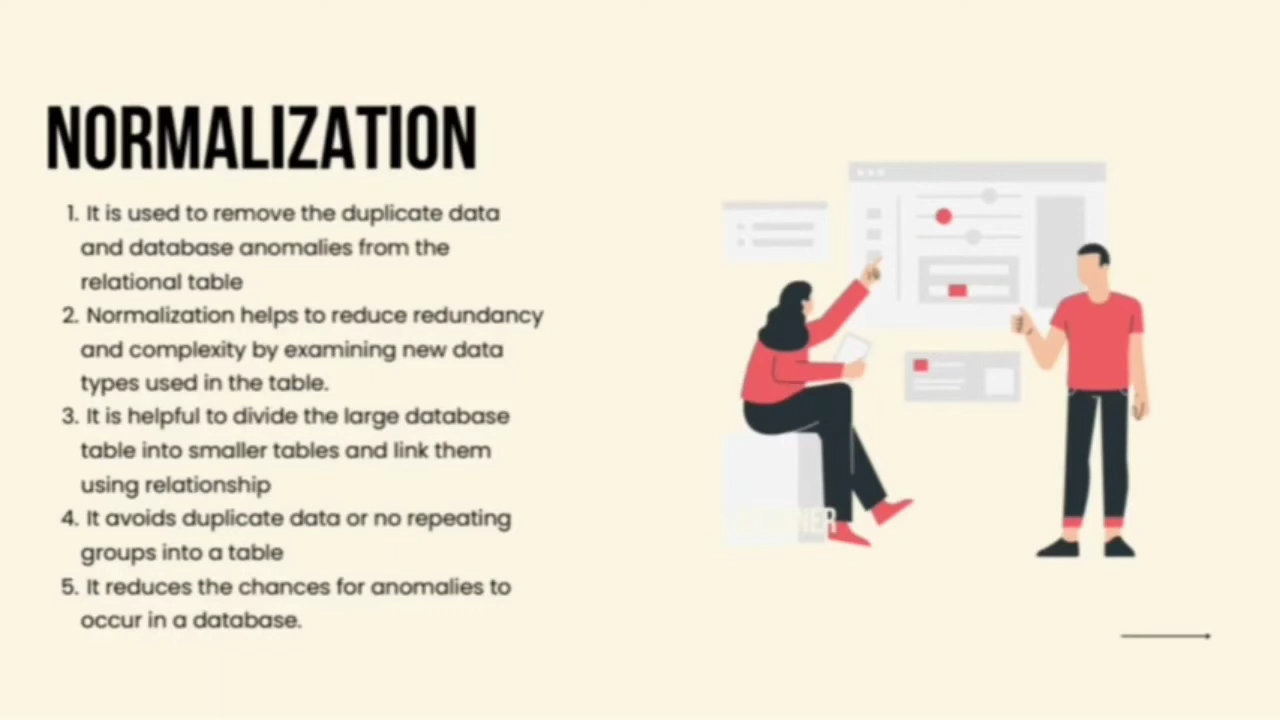 NORMALIZATION
1. It is used to remove the duplicate data
and database anomalies from the
relational table
2. Normalization helps to reduce redundancy
and complexity by examining new data
types used in the table.
3. It is helpful to divide the large database
table into smaller tables and link them
using relationship
4. It avoids duplicate data or no repeating
groups into a table
5. It reduces the chances for anomalies to
occur in a database.